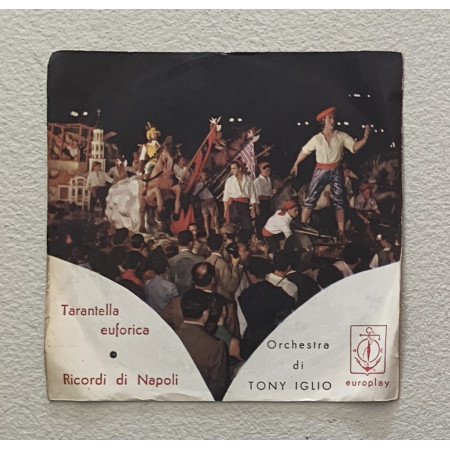 Tarantella
euforica
•
Ricordi di Napoli
Orchestra
di
TONY IGLIO
europlay